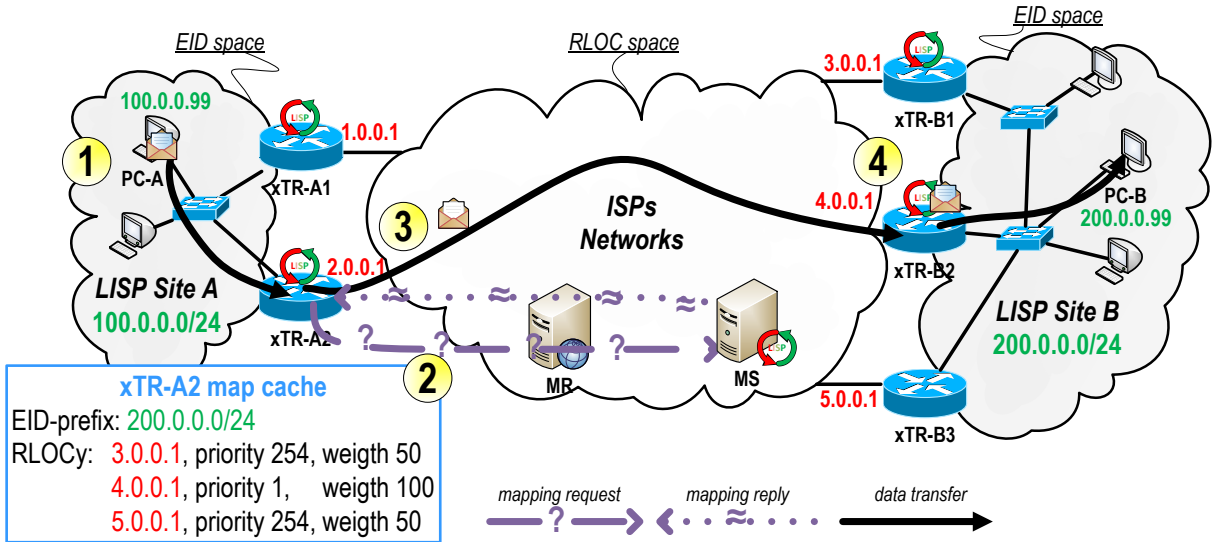 EID space
RLOC space
EID space
100.0.0.99
1
PC-A
LISP
xTR-A1
1.0.0.1
3.0.0.1
LISP
xTR-B1
4
LISP
4.0.0.1
xTR-B2
PC-B
200.0.0.99
3
ISPs
Networks
LISP
2.0.0.1
xTR-A2
LISP Site A
100.0.0.0/24
LISP Site B
200.0.0.0/24
≈ ≈ ≈ ≈
? ? ? ?
2
MR
MS
LISP
5.0.0.1
xTR-B3
xTR-A2 map cache
EID-prefix: 200.0.0.0/24
RLOCy: 3.0.0.1, priority 254, weigth 50
4.0.0.1, priority 1, weigth 100
5.0.0.1, priority 254, weigth 50
mapping request
?
mapping reply
≈
data transfer